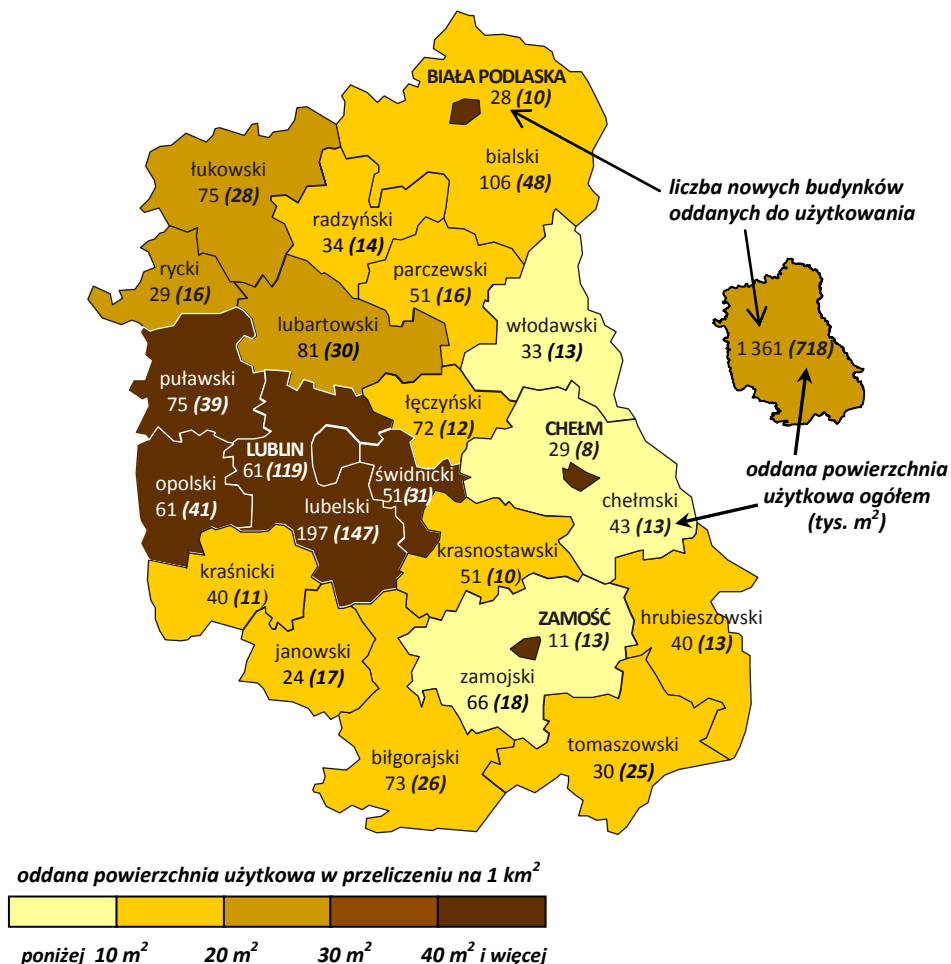 BIAŁA PODLASKA
28 (10)
bialski
106 (48)
łukowski
75 (28)
radzyński
34 (14)
liczba nowych budynków
oddanych do użytkowania
rycki
29 (16)
parczewski
51 (16)
lubartowski
81 (30)
włodawski
33 (13)
1 361 (718)
puławski
75 (39)
łęczyński
72 (12)
CHEŁM
29 (8)
LUBLIN
61 (119)
świdnicki
51 (31)
opolski
61 (41)
lubelski
197 (147)
chełmski
43 (13)
oddana powierzchnia
użytkowa ogółem
(tys. m²)
krasnostawski
51 (10)
kraśnicki
40 (11)
ZAMOŚĆ
11 (13)
hrubieszowski
40 (13)
janowski
24 (17)
zamojski
66 (18)
biłgorajski
73 (26)
tomaszowski
30 (25)
oddana powierzchnia użytkowa w przeliczeniu na 1 km²
poniżej 10 m² 20 m² 30 m² 40 m² i więcej